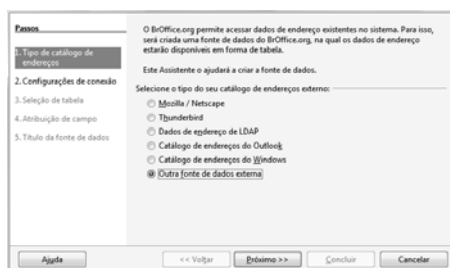 Passos
1. Tipo de catálogo de
endereços
2. Configurações de conexão
3. Seleção de tabela
4. Atribuição de campo
5. Título da fonte de dados
O BrOffice.org permite acessar dados de endereço existentes no sistema. Para isso,
será criada uma fonte de dados do BrOffice.org, na qual os dados de endereço
estarão disponíveis em forma de tabela.
Este Assistente o ajudará a criar a fonte de dados.
Selecione o tipo do seu catálogo de endereços externo:
Mozilla / Netscape
Thunderbird
Dados de endereço de LDAP
Catálogo de endereços do Outlook
Catálogo de endereços do Windows
Outra fonte de dados externa
Ajuda
<< Voltar
Próximo >>
Concluir
Cancelar